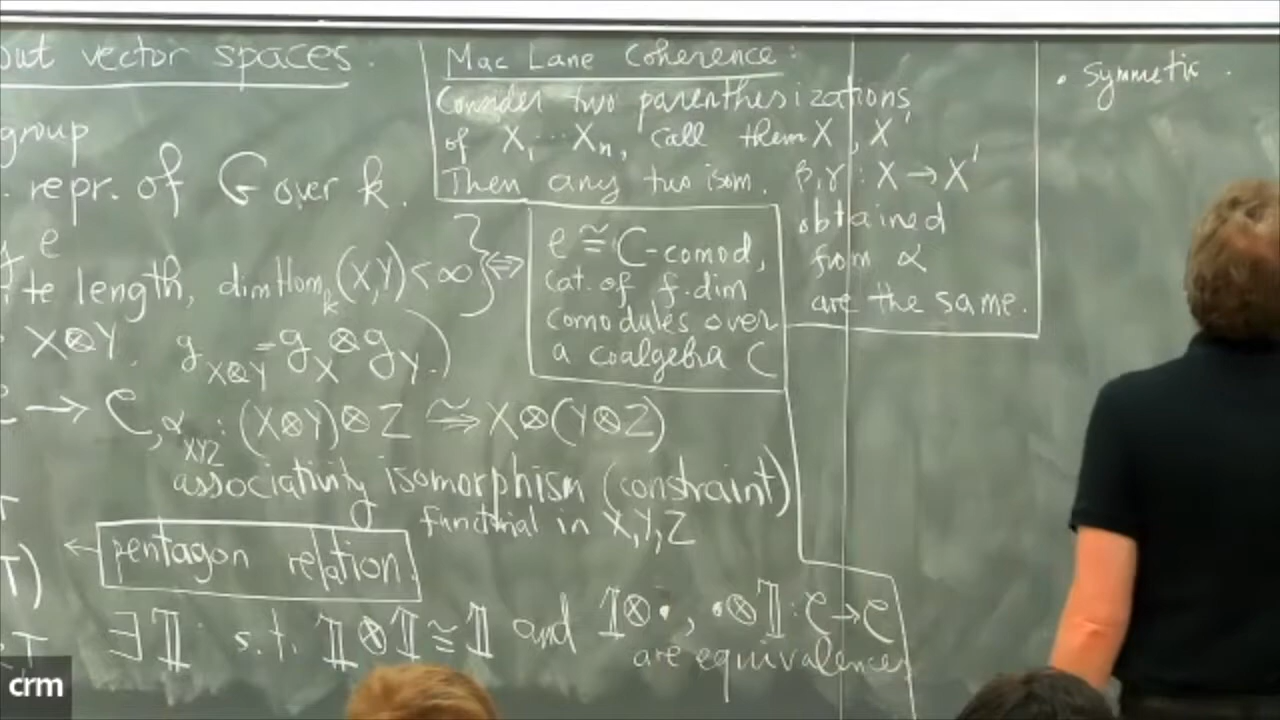 out vector spaces.
group
. repr. of G over k.
e
te length, dim Hom_k (X,Y) < ∞ } ⇔
X⊗Y, g_{X⊗Y} = g_X ⊗ g_Y.)
→ C, α_{XYZ}: (X⊗Y)⊗Z ≅→ X⊗(Y⊗Z)
associativity isomorphism (constraint)
functorial in X,Y,Z
T
T) ← pentagon relation.
T ∃ 𝟙 s.t. 𝟙⊗𝟙 ≅ 𝟙 and 𝟙⊗•, •⊗𝟙 : C→C
are equivalences
Mac Lane Coherence:
Consider two parenthesizations
of X₁ ... Xₙ, call them X, X'
Then any two isom. β,γ : X → X'
obtained
from α
are the same.
e ≅ C-comod,
cat. of f.dim
comodules over
a coalgebra C
• Symmetric.
crm